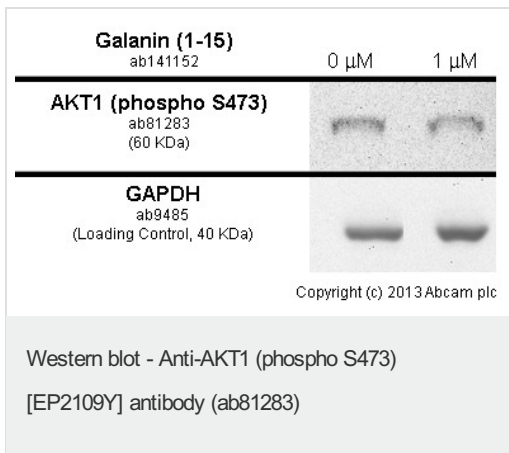 Galanin (1-15)
ab141152
0 µM
1 µM
AKT1 (phospho S473)
ab81283
(60 KDa)
GAPDH
ab9485
(Loading Control, 40 KDa)
Copyright (c) 2013 Abcam plc
Western blot - Anti-AKT1 (phospho S473)
[EP2109Y] antibody (ab81283)